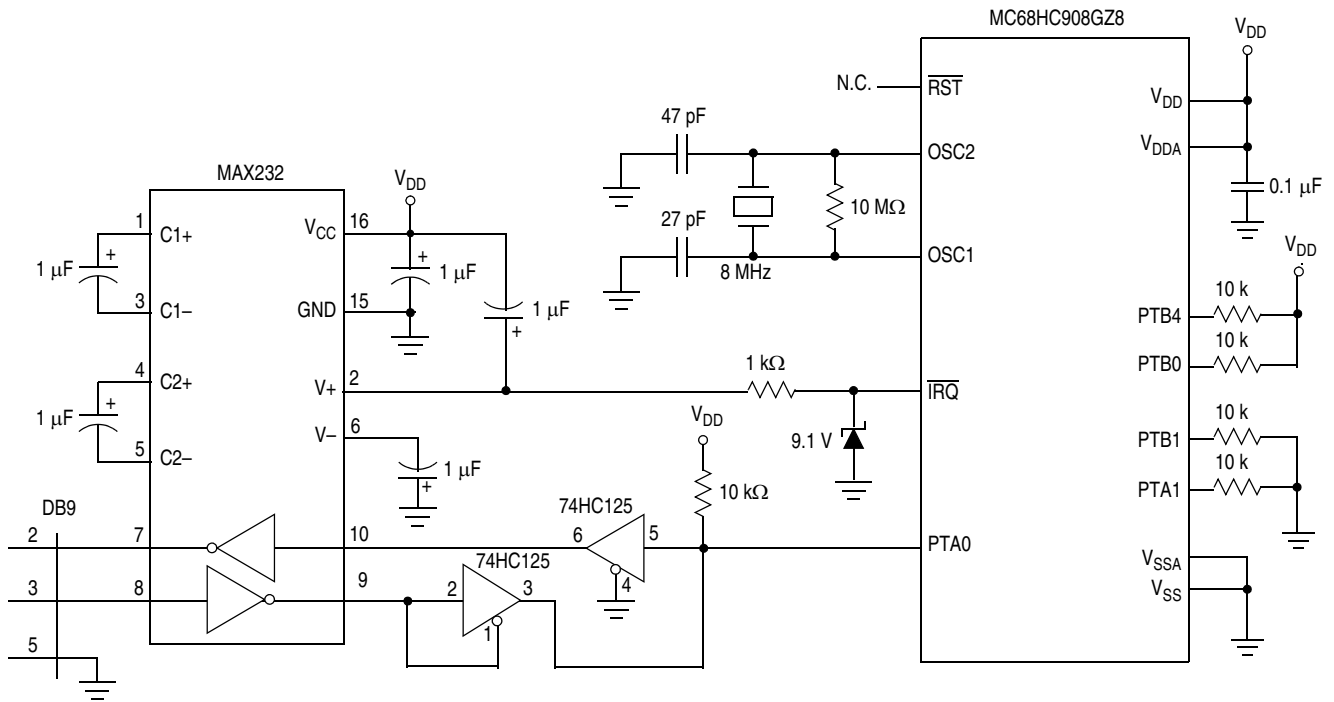 MC68HC908GZ8
VDD
N.C.
RST
VDD
47 pF
OSC2
VDDA
MAX232
VDD
10 MΩ
0.1 µF
1
C1+
VCC
16
27 pF
1 µF
+
+
1 µF
8 MHz
OSC1
VDD
3
C1–
GND
15
1 µF
+
10 k
PTB4
4
C2+
10 k
PTB0
V+
2
1 kΩ
IRQ
1 µF
+
V–
6
VDD
9.1 V
10 k
PTB1
5
C2–
1 µF
+
10 k
PTA1
10 kΩ
DB9
74HC125
2
7
10
6
5
PTA0
74HC125
4
VSSA
3
8
9
2
3
VSS
1
5